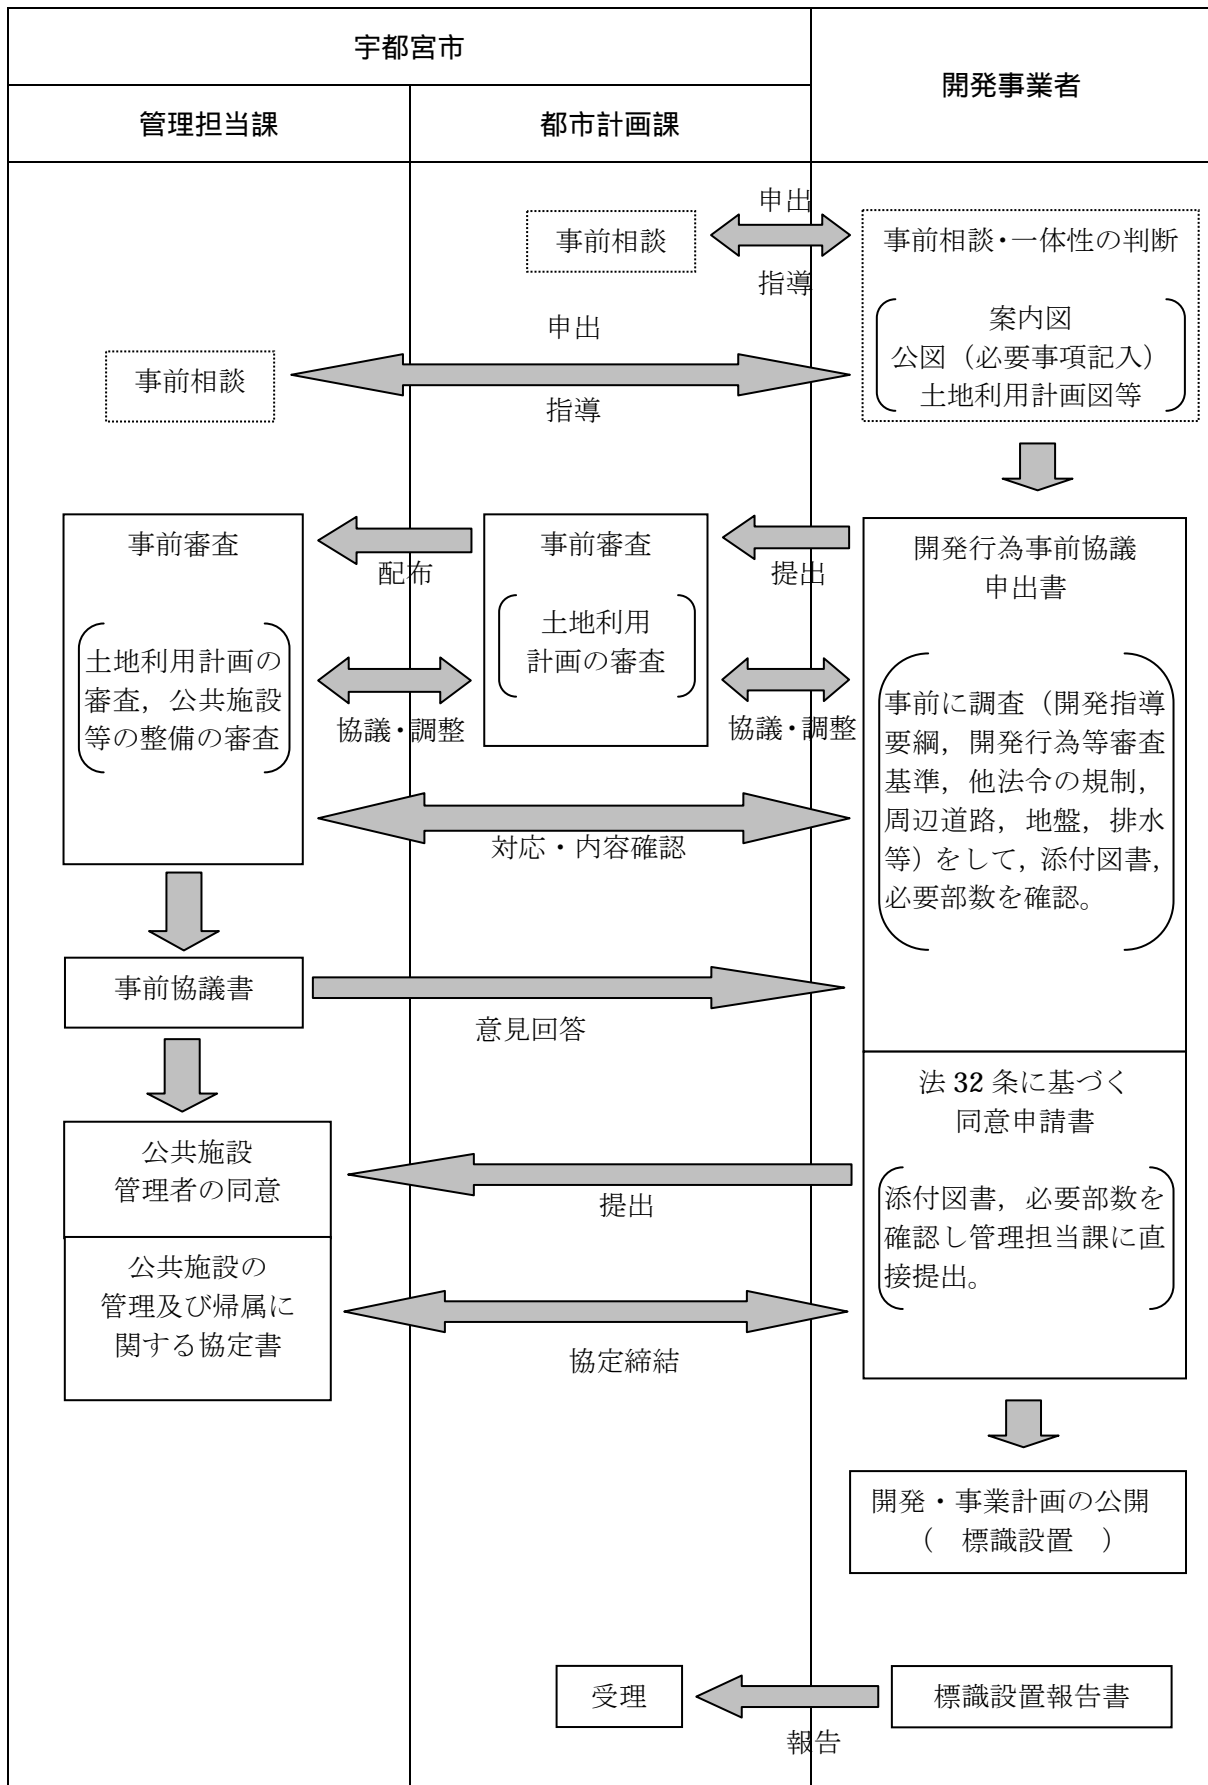 宇都宮市
開発事業者
管理担当課
都市計画課
申出
事前相談
事前相談・一体性の判断
指導
案内図
公図（必要事項記入）
土地利用計画図等
申出
事前相談
指導
事前審査
配布
事前審査
提出
開発行為事前協議
申出書
土地利用計画の
審査，公共施設
等の整備の審査
土地利用
計画の審査
協議・調整
協議・調整
事前に調査（開発指導
要綱，開発行為等審査
基準，他法令の規制，
周辺道路，地盤，排水
等）をして，添付図書，
必要部数を確認。
対応・内容確認
事前協議書
意見回答
法 32 条に基づく
同意申請書
公共施設
管理者の同意
提出
添付図書，必要部数を
確認し管理担当課に直
接提出。
公共施設の
管理及び帰属に
関する協定書
協定締結
開発・事業計画の公開
（　標識設置　）
受理
標識設置報告書
報告